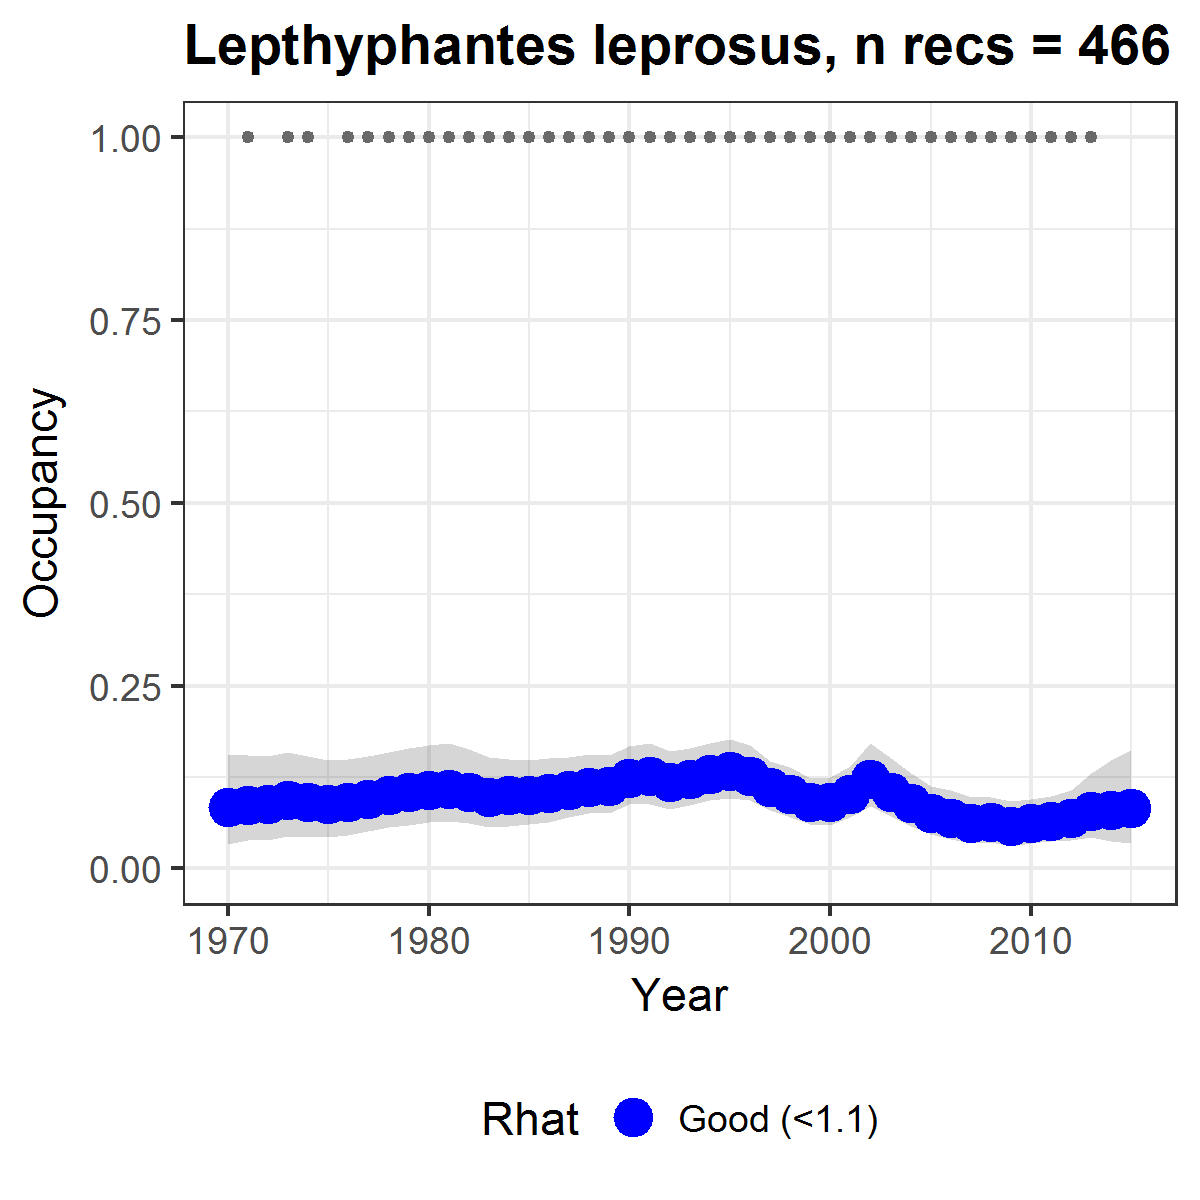 Lepthyphantes leprosus, n recs = 466
1.00
0.75
0.50
0.25
0.00
Occupancy
1970 1980 1990 2000 2010
Year
Rhat Good (<1.1)